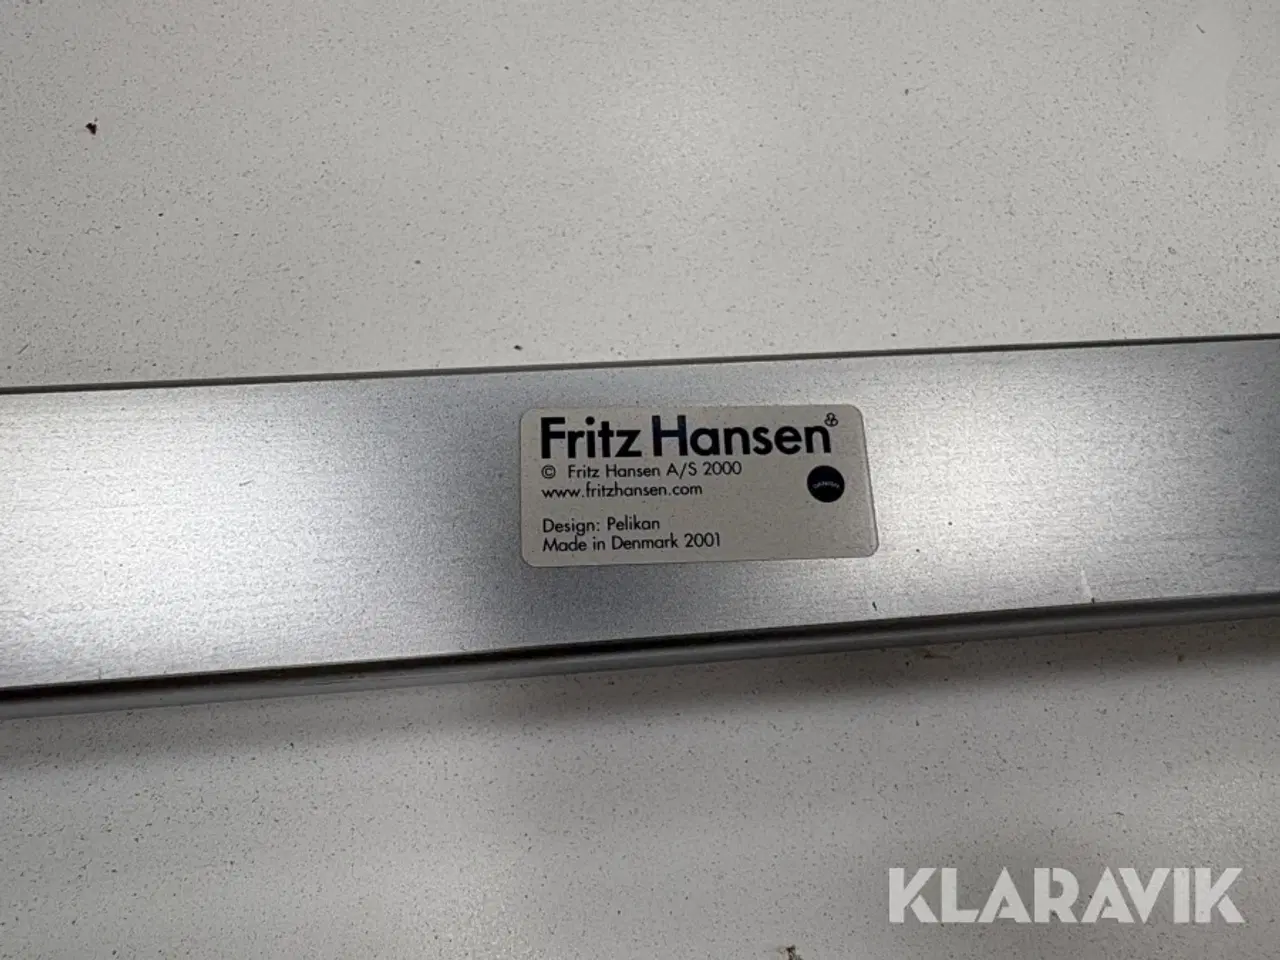 Fritz Hansen
© Fritz Hansen A/S 2000
www.fritzhansen.com
Design: Pelikan
Made in Denmark 2001
KLARAVIK